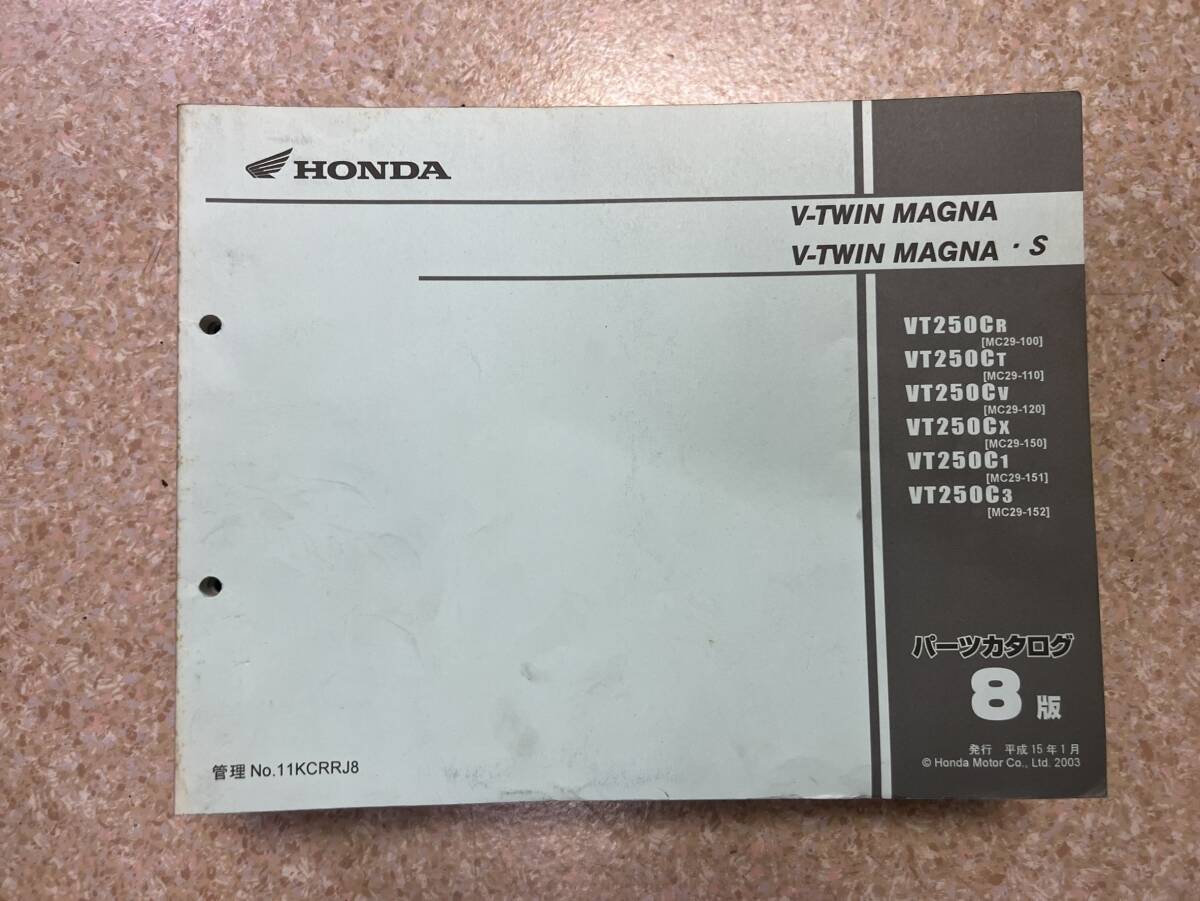 HONDA
V-TWIN MAGNA
V-TWIN MAGNA・S
VT250CR
[MC29-100]
VT250CT
[MC29-110]
VT250CV
[MC29-120]
VT250CX
[MC29-150]
VT250C1
[MC29-151]
VT250C3
[MC29-152]
パーツカタログ
8版
発行 平成15年1月
© Honda Motor Co., Ltd. 2003
管理 No.11KCRRJ8